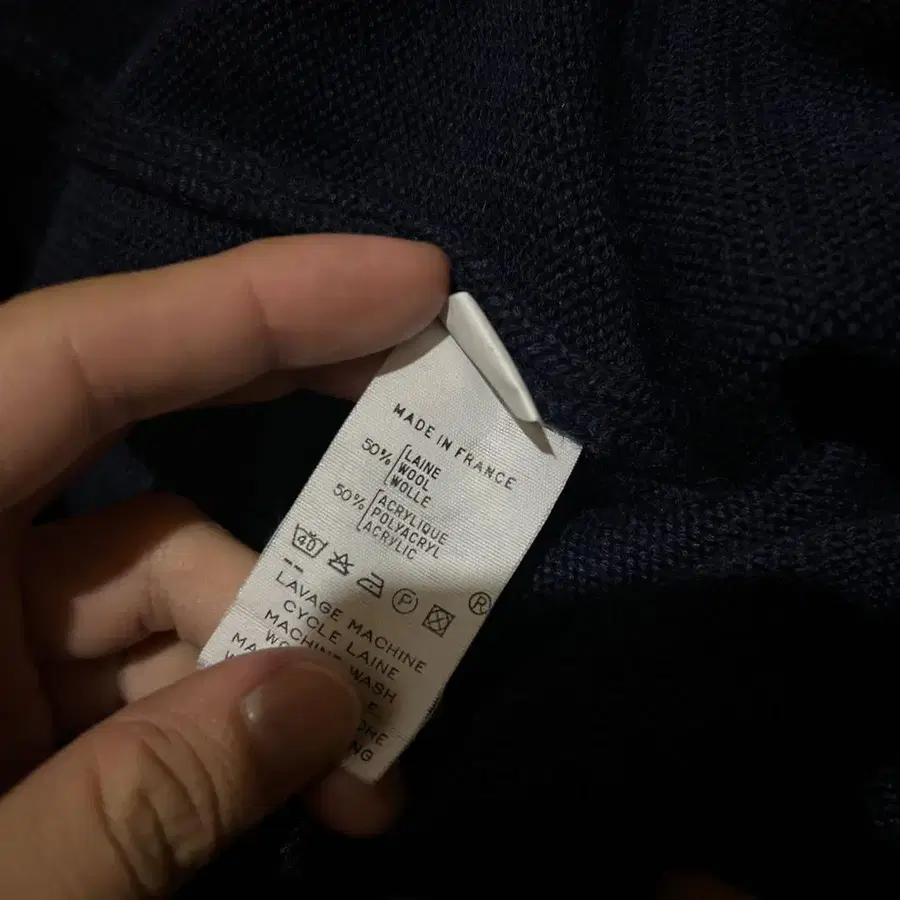 MADE IN FRANCE
50% LAINE
WOOL
WOLLE
50% ACRYLIQUE
POLYACRYL
ACRYLIC
40 P ®
LAVAGE MACHINE
CYCLE LAINE
MACHINE WASH